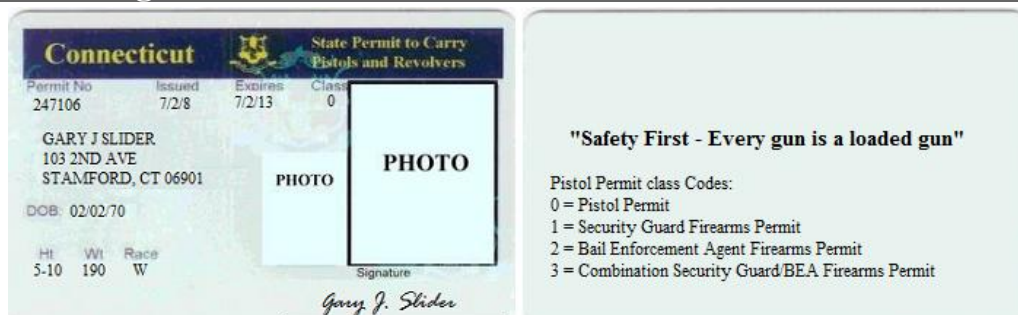 Connecticut
State Permit to Carry
Pistols and Revolvers
Permit No Issued Expires Class
247106 7/2/8 7/2/13 0
GARY J SLIDER
103 2ND AVE
STAMFORD, CT 06901
DOB: 02/02/70
Ht Wt Race
5-10 190 W
PHOTO
PHOTO
Signature
Gary J. Slider
"Safety First - Every gun is a loaded gun"
Pistol Permit class Codes:
0 = Pistol Permit
1 = Security Guard Firearms Permit
2 = Bail Enforcement Agent Firearms Permit
3 = Combination Security Guard/BEA Firearms Permit